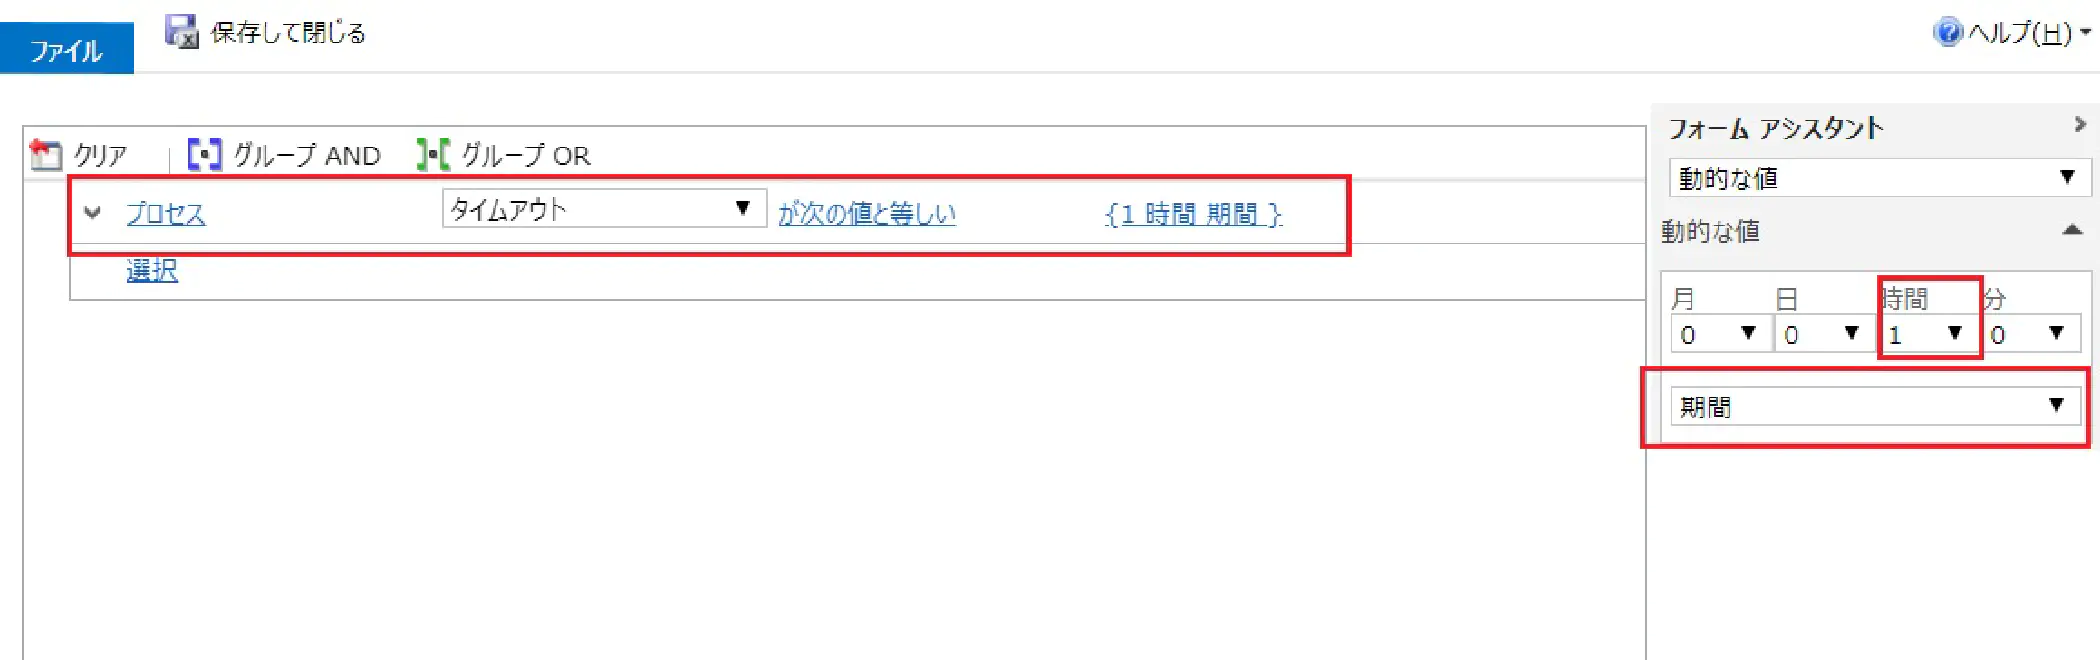 ファイル 保存して閉じる ヘルプ(H)
クリア グループ AND グループ OR
プロセス タイムアウト が次の値と等しい {1 時間 期間 }
選択
フォーム アシスタント
動的な値
動的な値
月 日 時間 分
0 0 1 0
期間